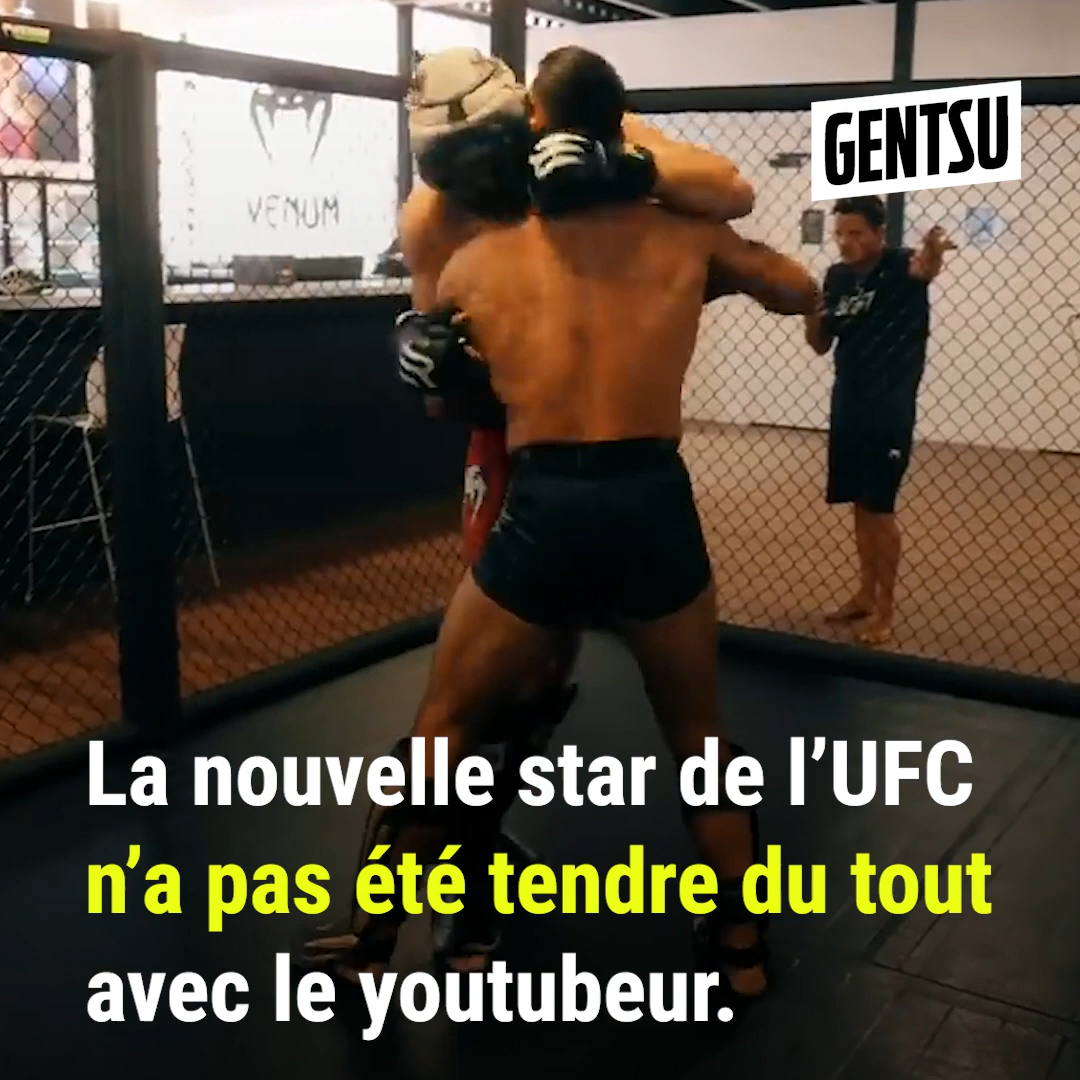 GENTSU
VENUM
La nouvelle star de l’UFC
n’a pas été tendre du tout
avec le youtubeur.